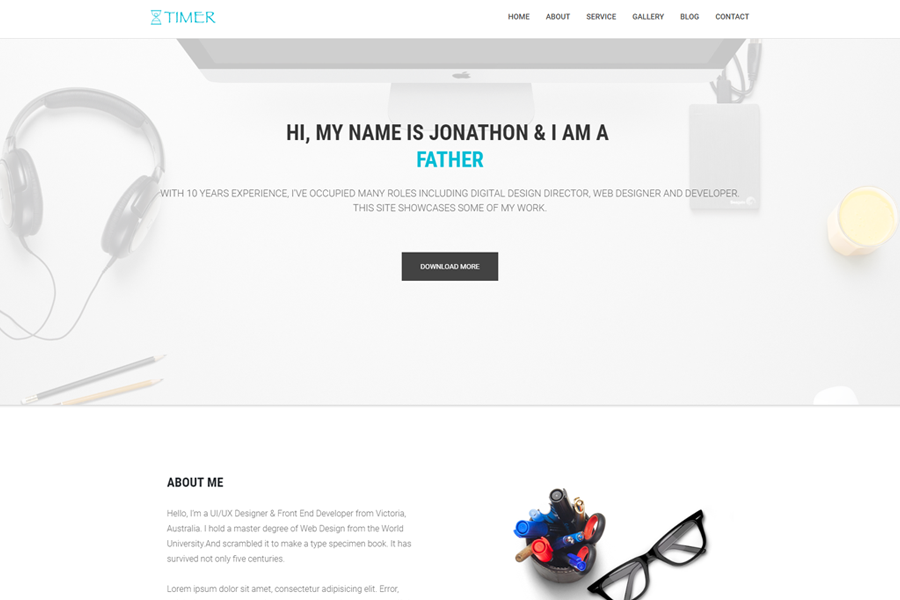 TIMER
HOME ABOUT SERVICE GALLERY BLOG CONTACT
HI, MY NAME IS JONATHON & I AM A
FATHER
WITH 10 YEARS EXPERIENCE, I'VE OCCUPIED MANY ROLES INCLUDING DIGITAL DESIGN DIRECTOR, WEB DESIGNER AND DEVELOPER.
THIS SITE SHOWCASES SOME OF MY WORK.
DOWNLOAD MORE
ABOUT ME
Hello, I'm a UI/UX Designer & Front End Developer from Victoria,
Australia. I hold a master degree of Web Design from the World
University.And scrambled it to make a type specimen book. It has
survived not only five centuries.
Lorem ipsum dolor sit amet, consectetur adipisicing elit. Error,